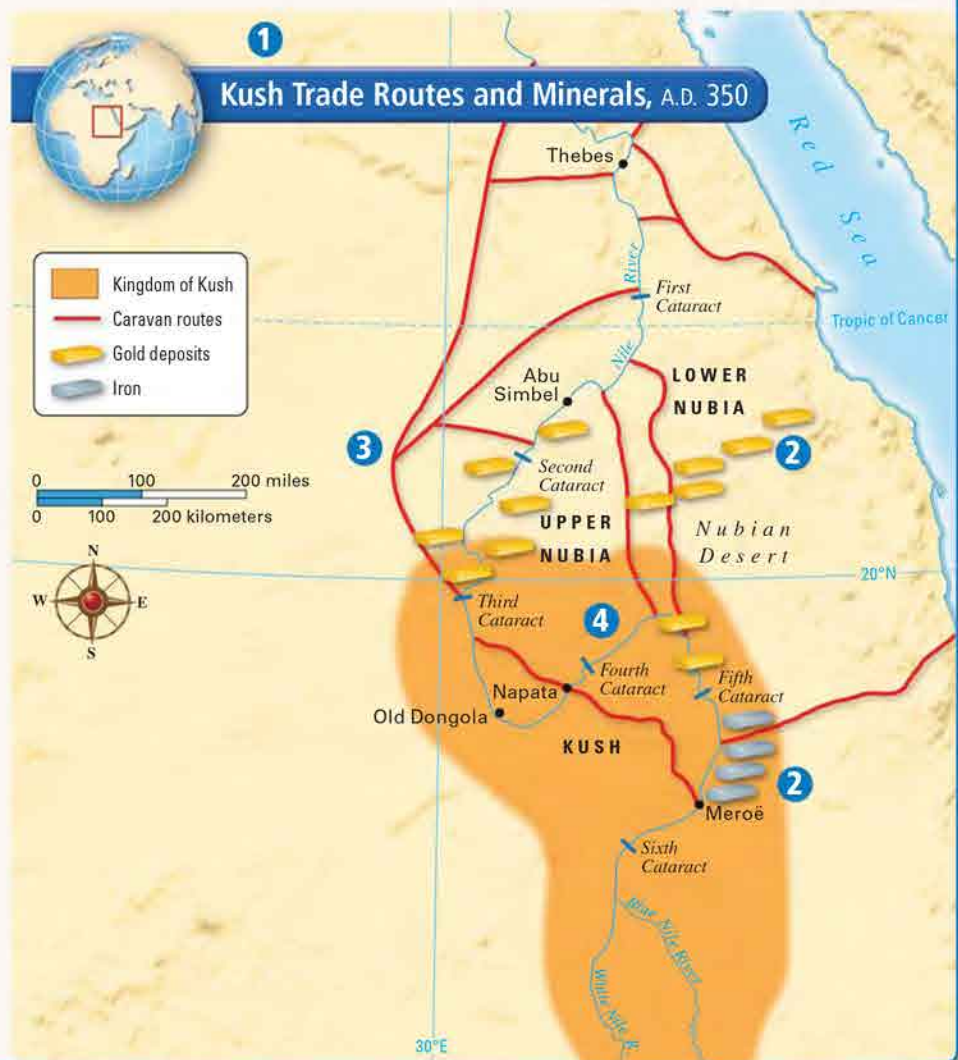 1
Kush Trade Routes and Minerals, A.D. 350
Thebes
Red Sea
Kingdom of Kush
Caravan routes
Gold deposits
Iron
River
First
Cataract
Tropic of Cancer
Nile
Abu
Simbel
LOWER
NUBIA
3
2
0 100 200 miles
0 100 200 kilometers
Second
Cataract
UPPER
NUBIA
Nubian
Desert
20°N
N
W E
S
Third
Cataract
4
Fourth
Cataract
Fifth
Cataract
Napata
Old Dongola
KUSH
2
Meroë
Sixth
Cataract
Blue Nile River
White Nile R.
30°E